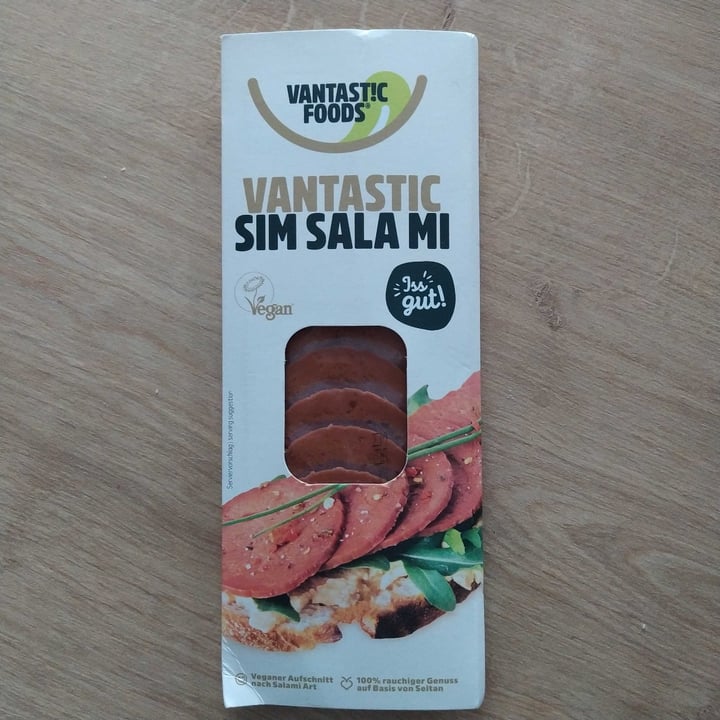 VANTAST!C
FOODS®
VANTASTIC
SIM SALA MI
Vegan
Iss
gut!
Serviervorschlag | serving suggestion
Veganer Aufschnitt
nach Salami Art
100% rauchiger Genuss
auf Basis von Seitan